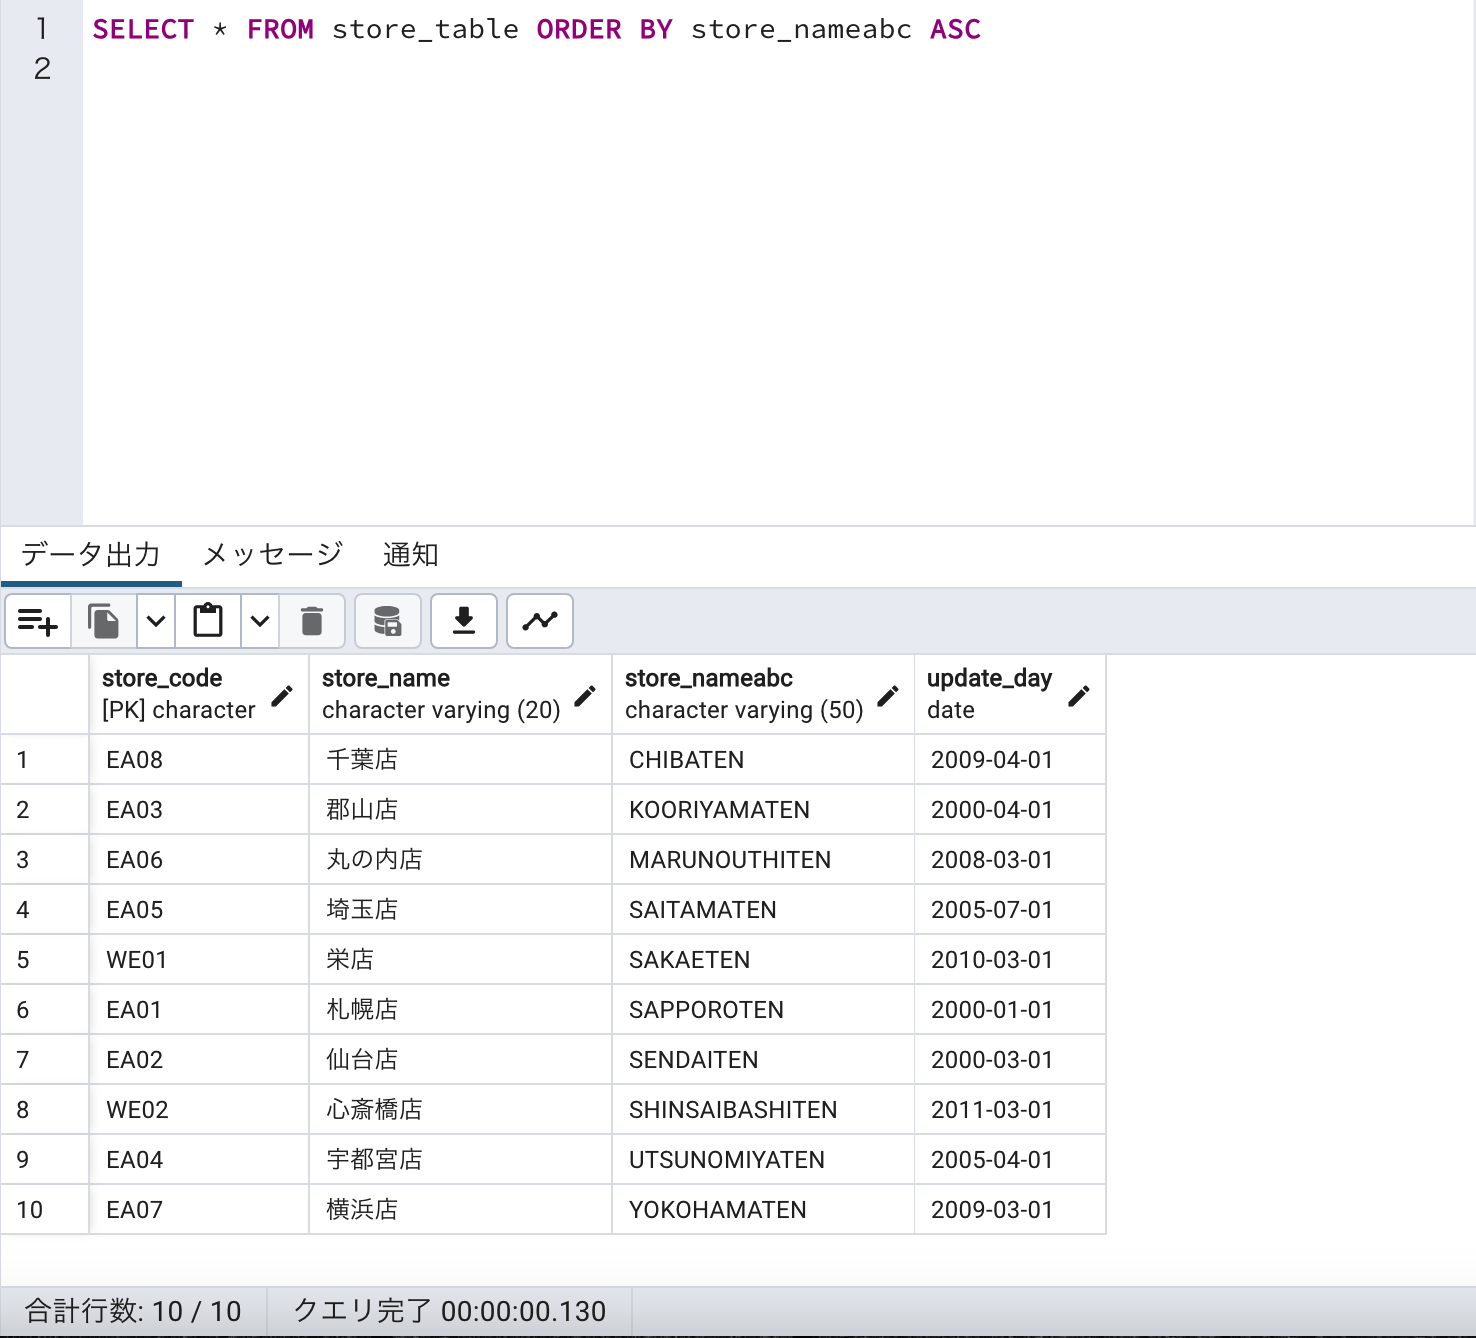 1 SELECT * FROM store_table ORDER BY store_nameabc ASC
2
データ出力 メッセージ 通知
store_code store_name store_nameabc update_day
[PK] character character varying (20) character varying (50) date
1 EA08 千葉店 CHIBATEN 2009-04-01
2 EA03 郡山店 KOORIYAMATEN 2000-04-01
3 EA06 丸の内店 MARUNOUTHITEN 2008-03-01
4 EA05 埼玉店 SAITAMATEN 2005-07-01
5 WE01 栄店 SAKAETEN 2010-03-01
6 EA01 札幌店 SAPPOROTEN 2000-01-01
7 EA02 仙台店 SENDAITEN 2000-03-01
8 WE02 心斎橋店 SHINSAIBASHITEN 2011-03-01
9 EA04 宇都宮店 UTSUNOMIYATEN 2005-04-01
10 EA07 横浜店 YOKOHAMATEN 2009-03-01
合計行数: 10 / 10 クエリ完了 00:00:00.130